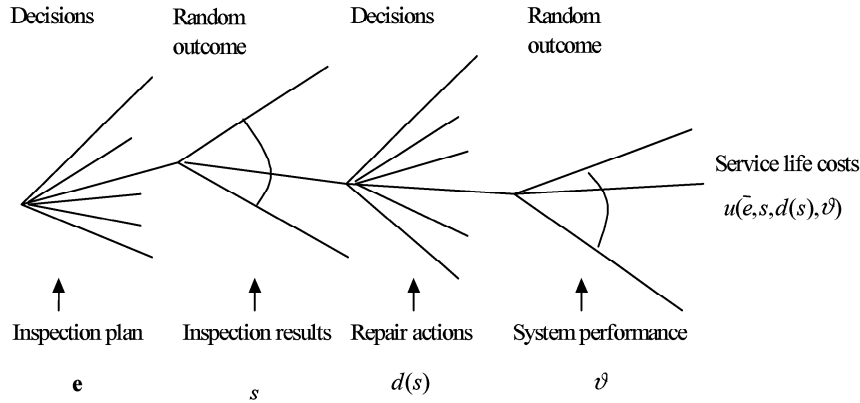 Decisions
Random
outcome
Decisions
Random
outcome
Service life costs
u(e̅,s,d(s),ϑ)
Inspection plan
Inspection results
Repair actions
System performance
e
s
d(s)
ϑ